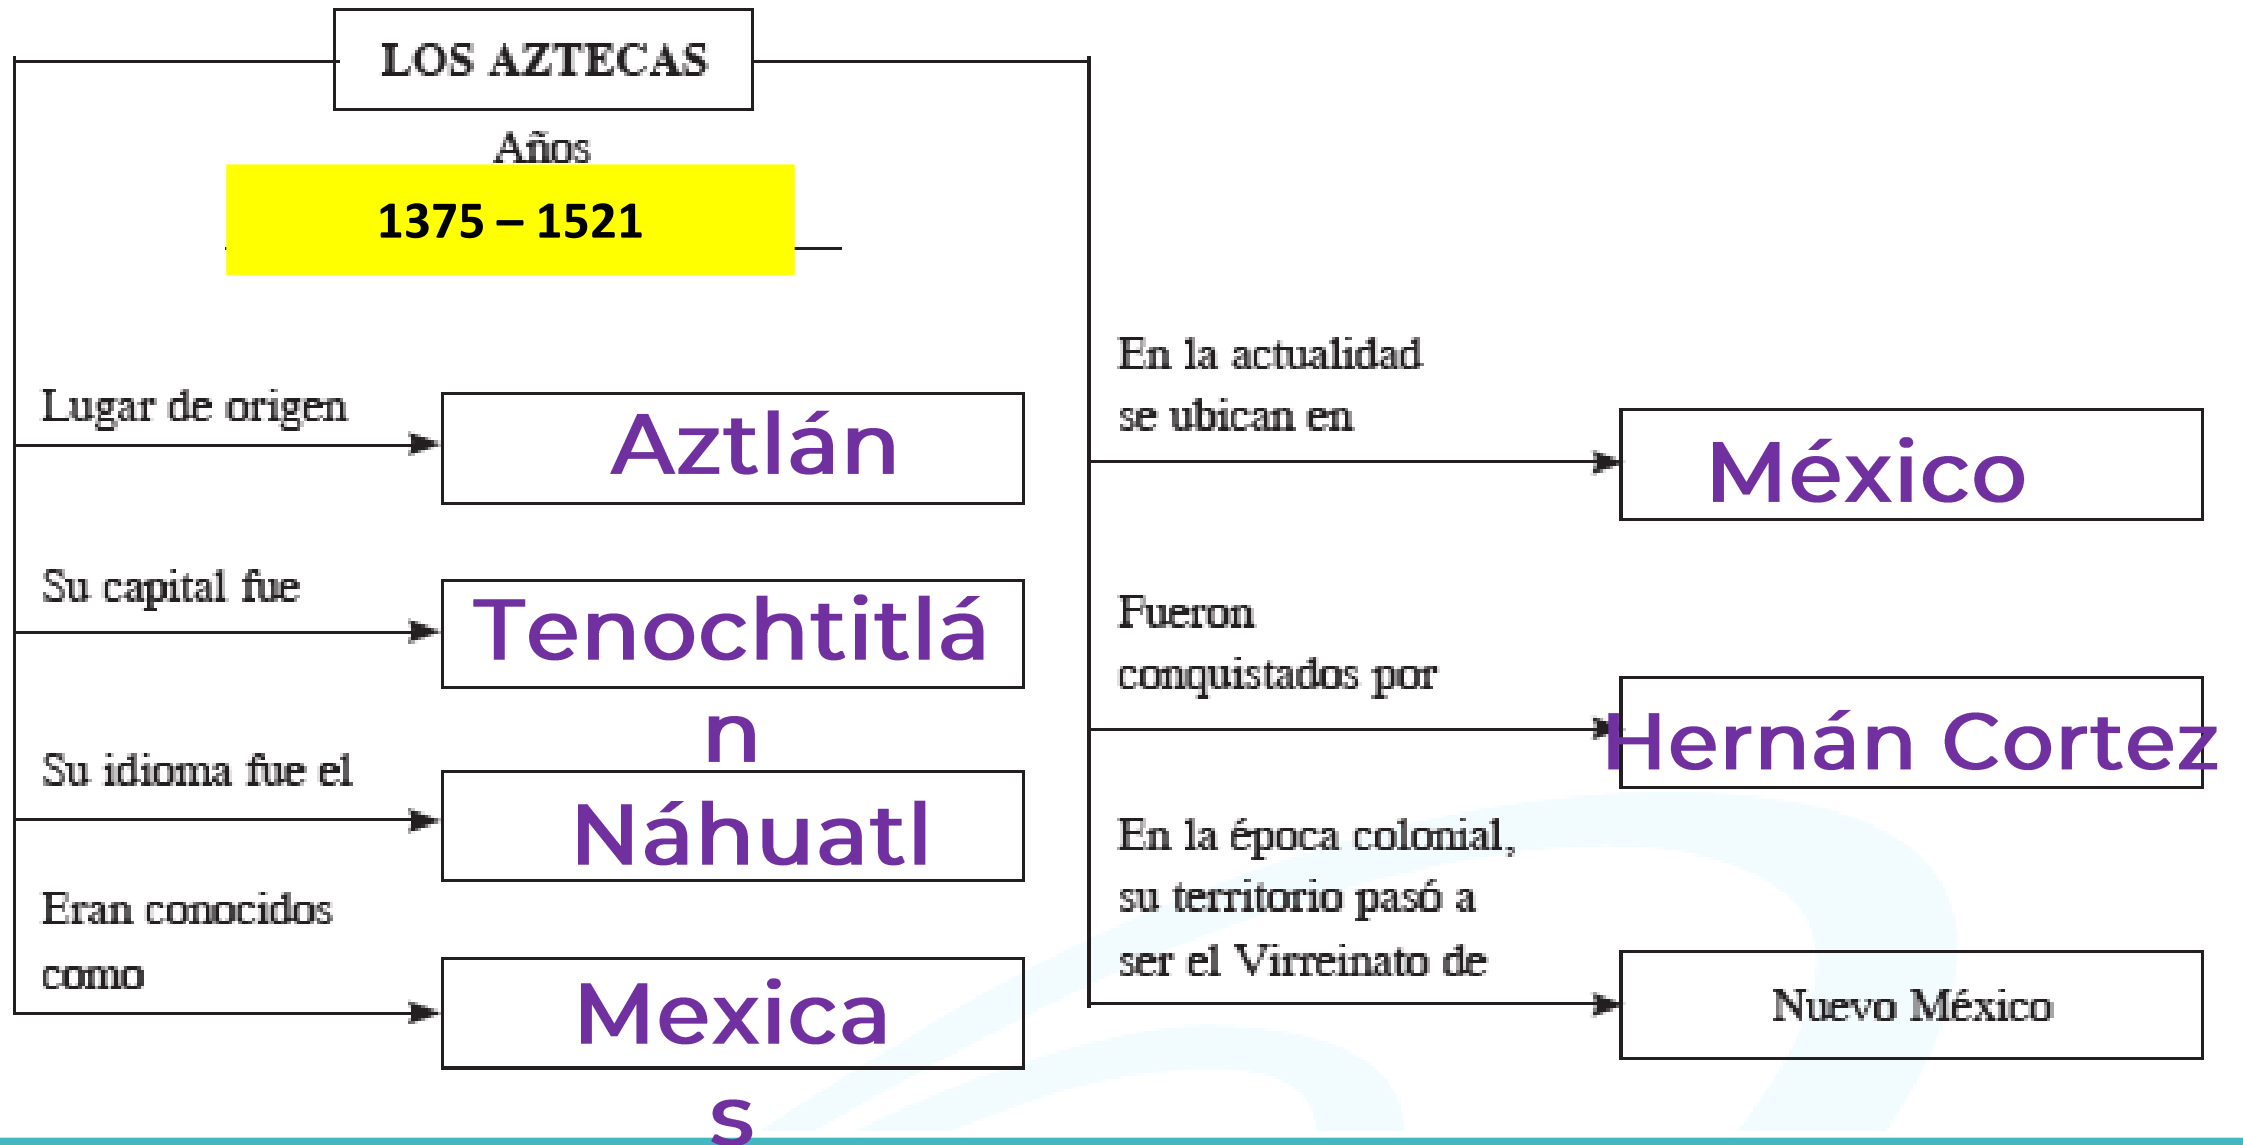 LOS AZTECAS
Años
1375 – 1521
Lugar de origen
Aztlán
Su capital fue
Tenochtitlá
n
Su idioma fue el
Náhuatl
Eran conocidos
como
Mexica
s
En la actualidad
se ubican en
México
Fueron
conquistados por
Hernán Cortez
En la época colonial,
su territorio pasó a
ser el Virreinato de
Nuevo México